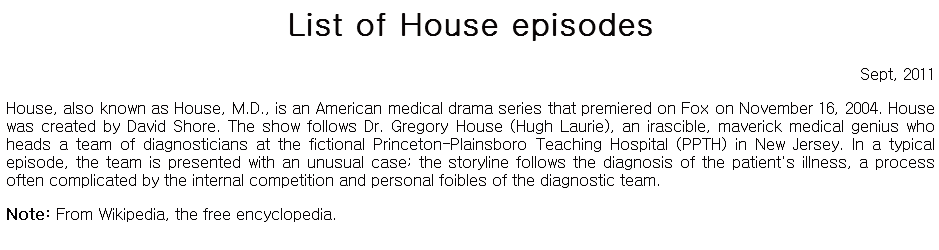 List of House episodes
Sept, 2011
House, also known as House, M.D., is an American medical drama series that premiered on Fox on November 16, 2004. House
was created by David Shore. The show follows Dr. Gregory House (Hugh Laurie), an irascible, maverick medical genius who
heads a team of diagnosticians at the fictional Princeton-Plainsboro Teaching Hospital (PPTH) in New Jersey. In a typical
episode, the team is presented with an unusual case; the storyline follows the diagnosis of the patient's illness, a process
often complicated by the internal competition and personal foibles of the diagnostic team.
Note: From Wikipedia, the free encyclopedia.